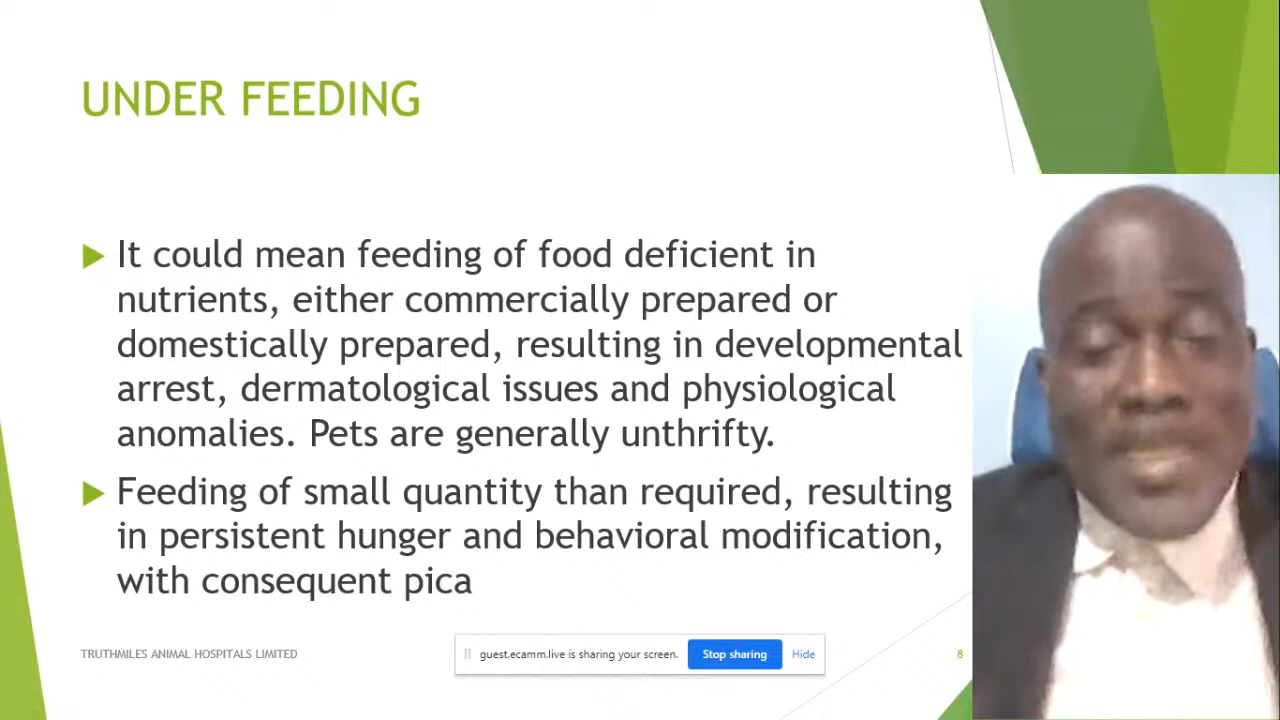 UNDER FEEDING
It could mean feeding of food deficient in
nutrients, either commercially prepared or
domestically prepared, resulting in developmental
arrest, dermatological issues and physiological
anomalies. Pets are generally unthrifty.
Feeding of small quantity than required, resulting
in persistent hunger and behavioral modification,
with consequent pica
TRUTHMILES ANIMAL HOSPITALS LIMITED
guest.ecamm.live is sharing your screen. Stop sharing Hide
8